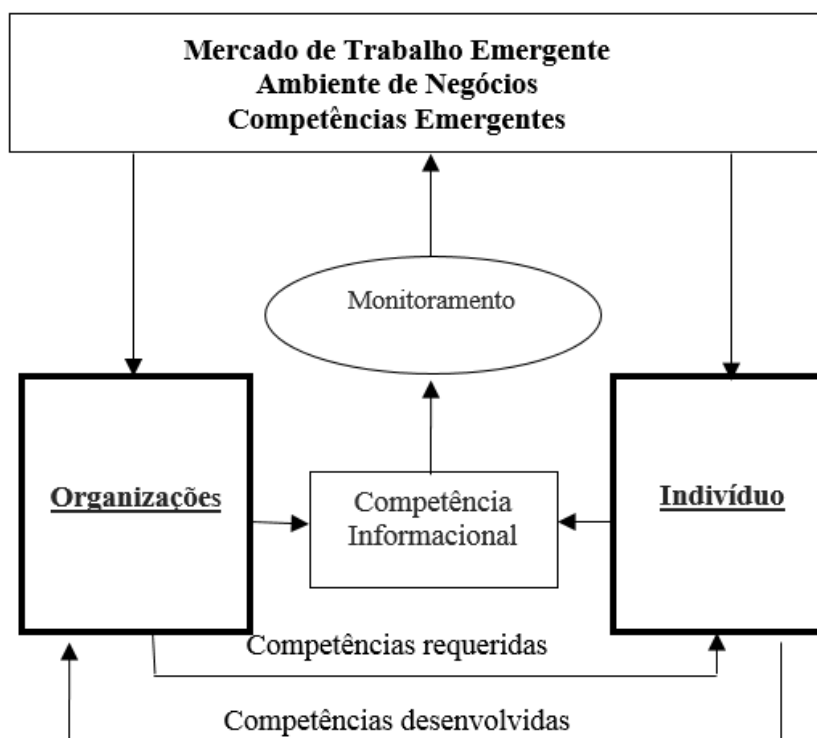 Mercado de Trabalho Emergente
Ambiente de Negócios
Competências Emergentes
Monitoramento
Organizações
Competência
Informacional
Indivíduo
Competências requeridas
Competências desenvolvidas